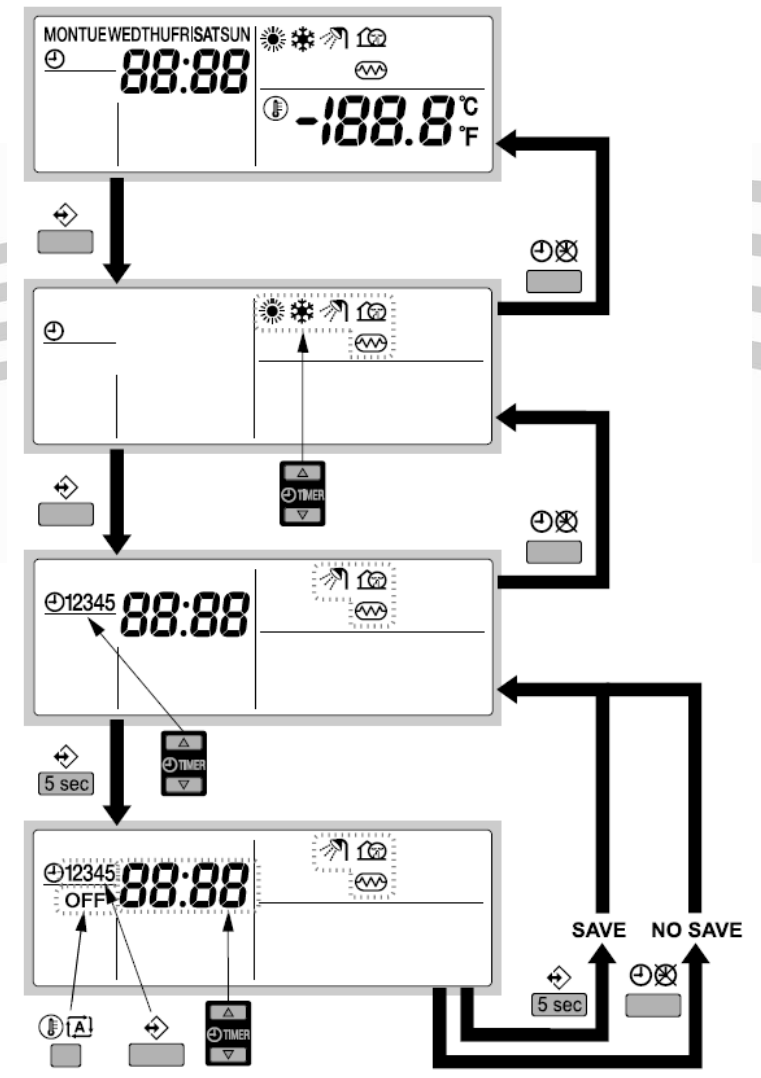 MONTUEWEDTHUFRISATSUN
88:88
-188.8 °C
°F
TIMER
12345 88:88
TIMER
5 sec
12345 88:88
OFF
SAVE NO SAVE
5 sec
A
TIMER